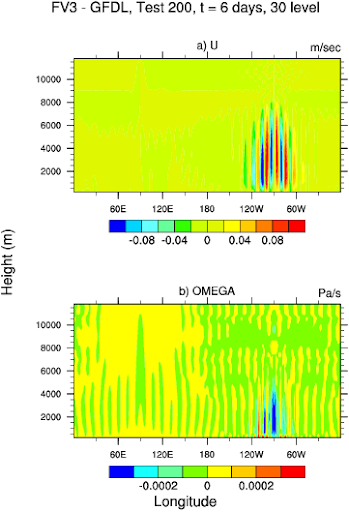 FV3 - GFDL, Test 200, t = 6 days, 30 level
a) U m/sec
10000
8000
6000
4000
2000
60E 120E 180 120W 60W
-0.08 -0.04 0 0.04 0.08
Height (m)
b) OMEGA Pa/s
10000
8000
6000
4000
2000
60E 120E 180 120W 60W
-0.0002 0 0.0002
Longitude